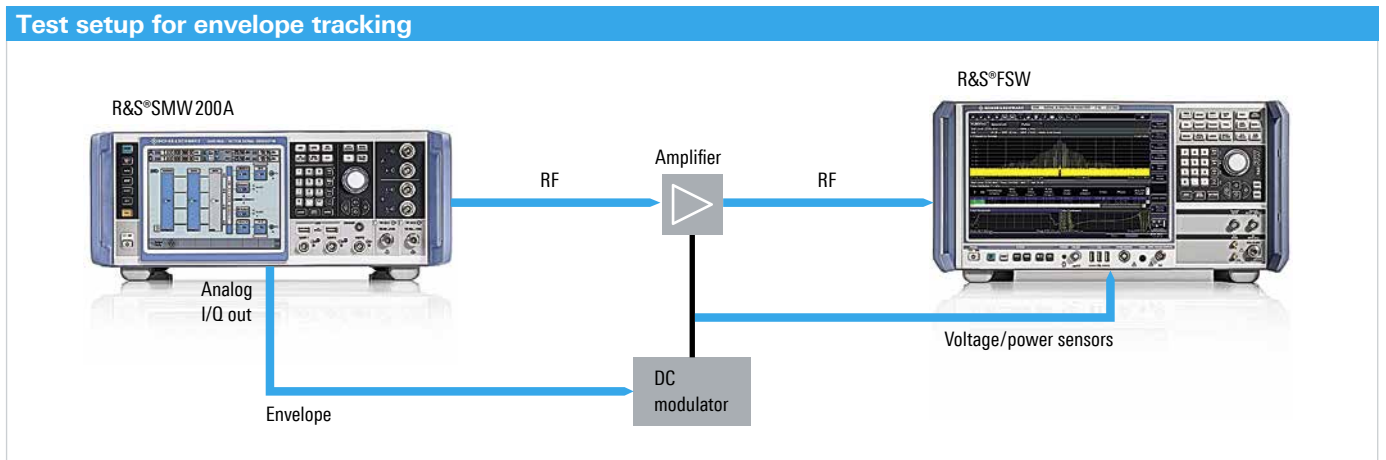 Test setup for envelope tracking
R&S®SMW200A
R&S®FSW
Amplifier
RF
RF
Analog
I/Q out
Envelope
DC
modulator
Voltage/power sensors